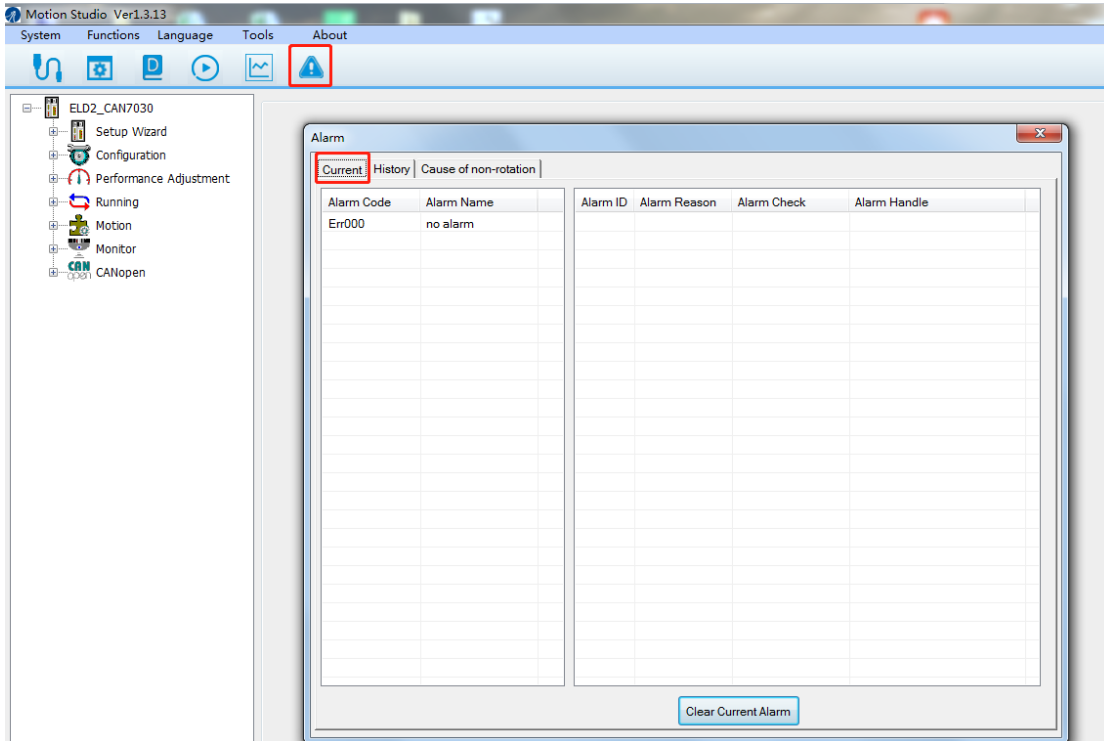 Motion Studio Ver1.3.13
System Functions Language Tools About
D
ELD2_CAN7030
Setup Wizard
Configuration
Performance Adjustment
Running
Motion
Monitor
CAN open CANopen
Alarm
Current History Cause of non-rotation
Alarm Code Alarm Name Alarm ID Alarm Reason Alarm Check Alarm Handle
Err000 no alarm
Clear Current Alarm